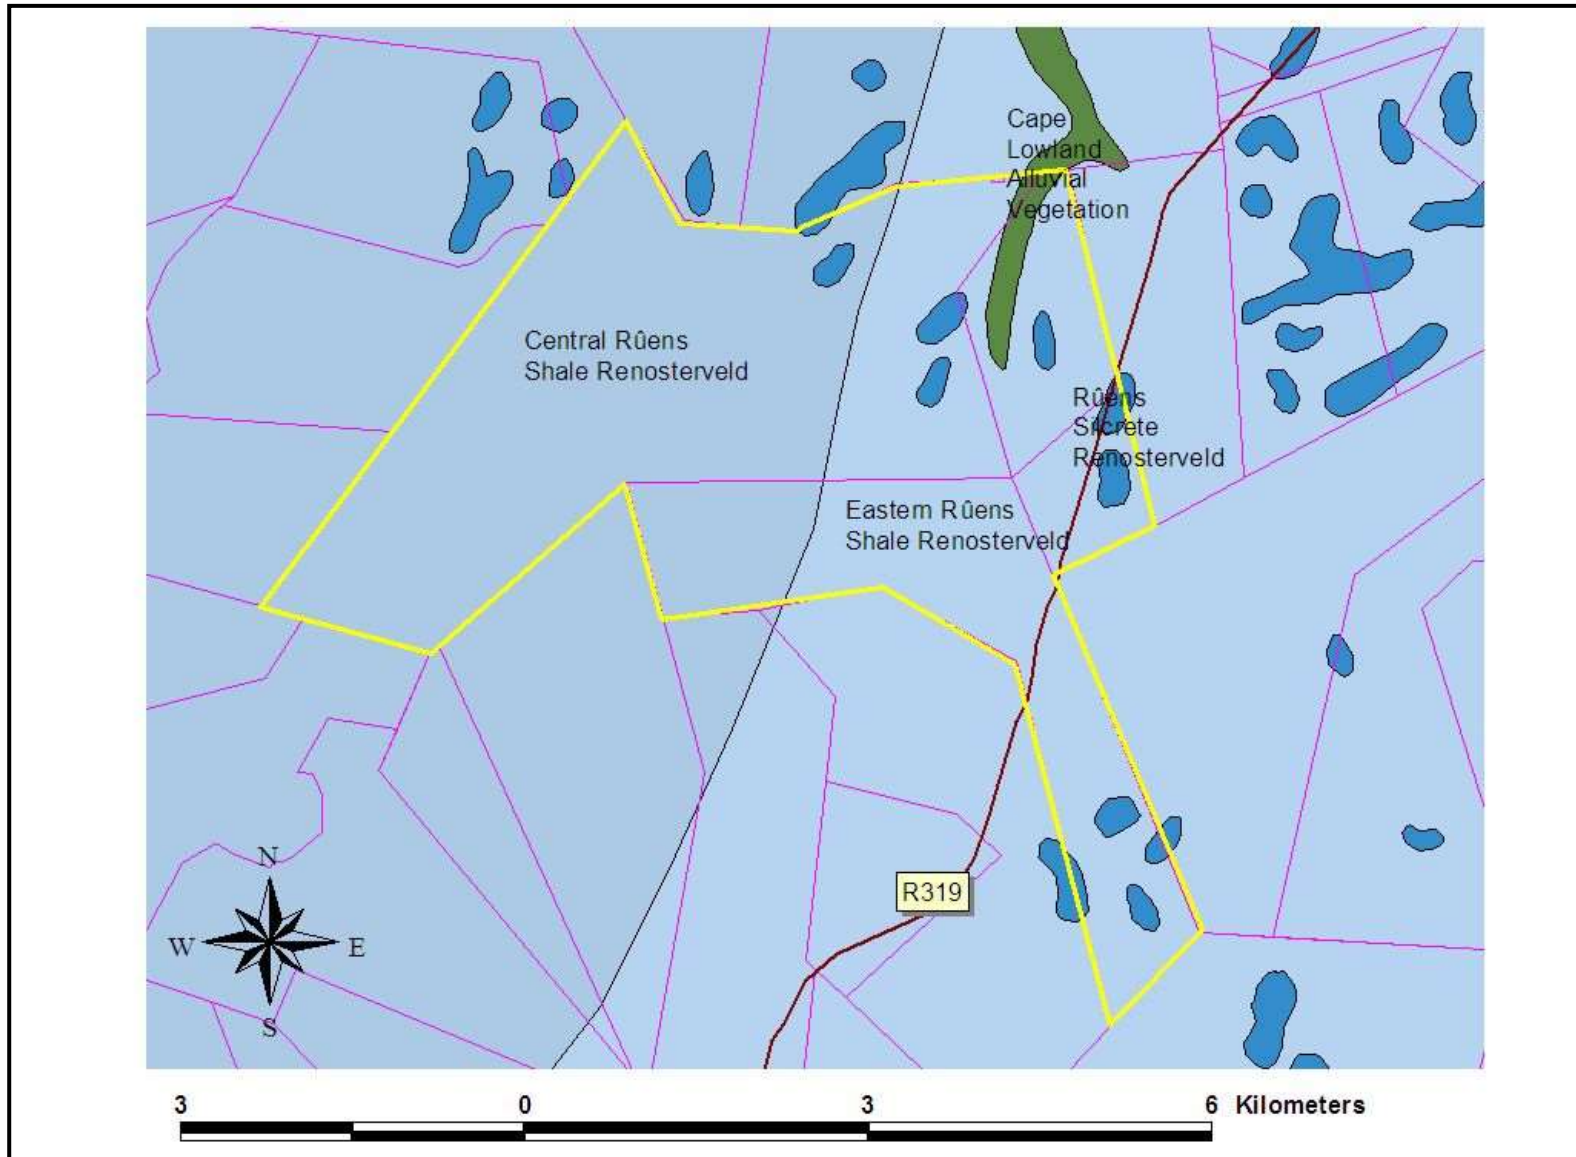 Cape
Lowland
Alluvial
Vegetation
Central Rûens
Shale Renosterveld
Rûens
Silcrete
Renosterveld
Eastern Rûens
Shale Renosterveld
R319
N
W
E
S
3 0 3 6 Kilometers